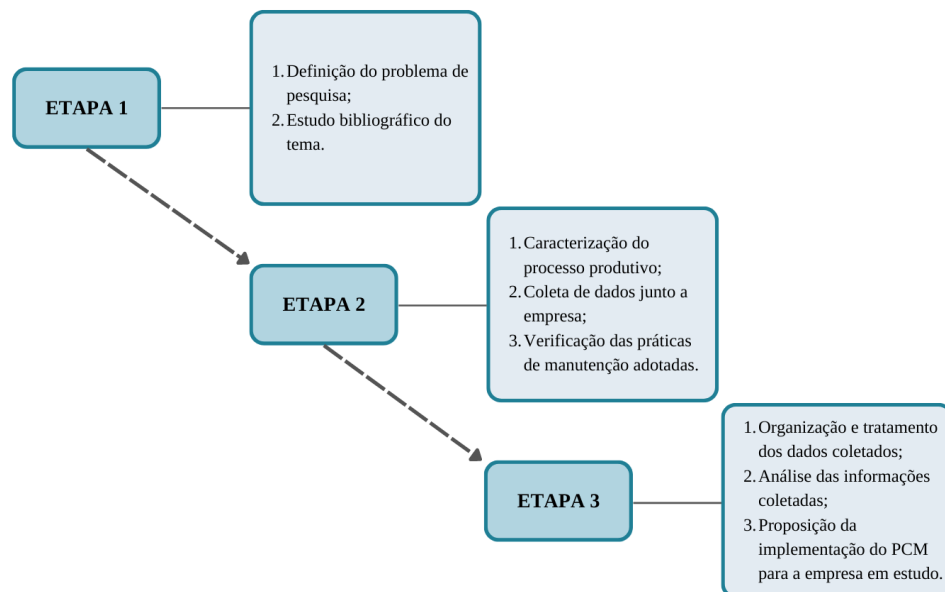 ETAPA 1
1. Definição do problema de
pesquisa;
2. Estudo bibliográfico do
tema.
ETAPA 2
1. Caracterização do
processo produtivo;
2. Coleta de dados junto a
empresa;
3. Verificação das práticas
de manutenção adotadas.
ETAPA 3
1. Organização e tratamento
dos dados coletados;
2. Análise das informações
coletadas;
3. Proposição da
implementação do PCM
para a empresa em estudo.